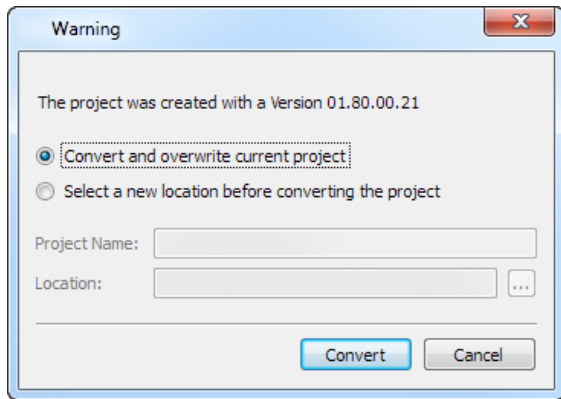 Warning
The project was created with a Version 01.80.00.21
Convert and overwrite current project
Select a new location before converting the project
Project Name:
Location:
...
Convert Cancel